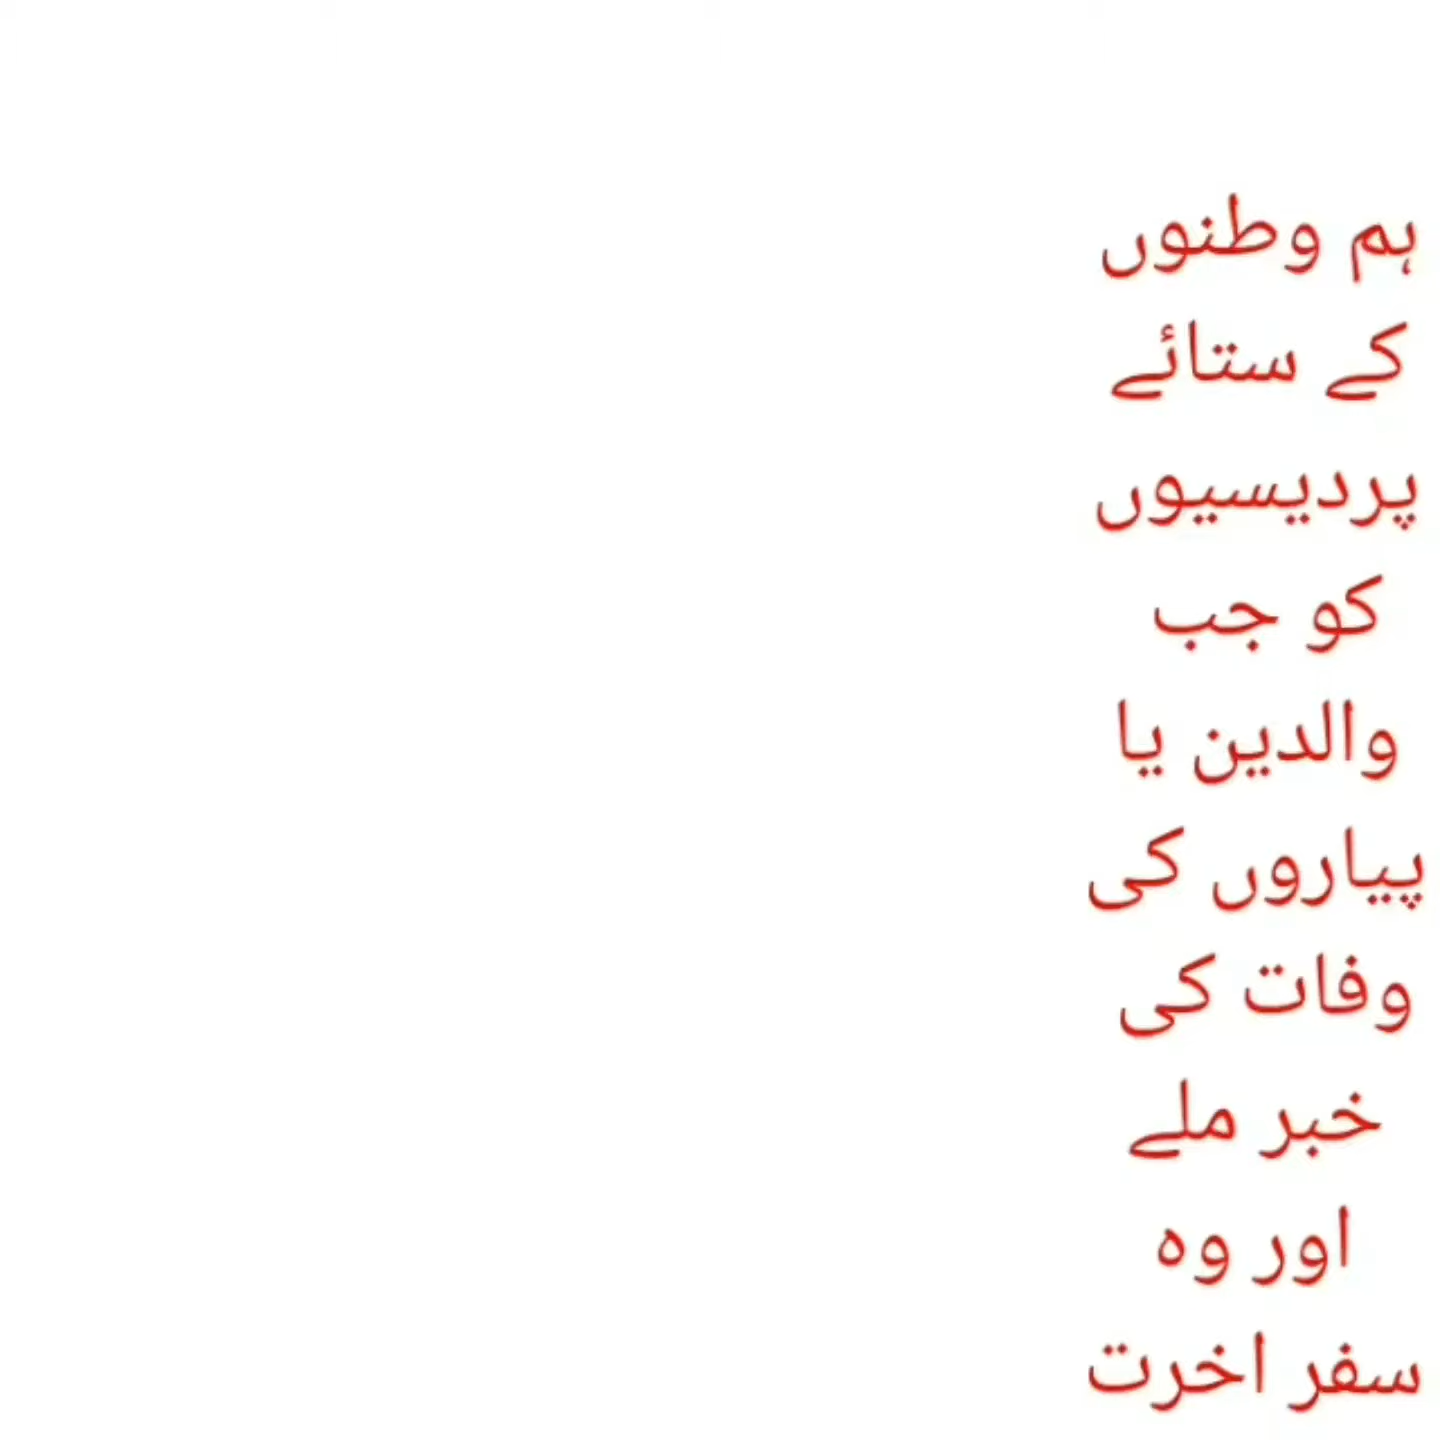 ہم وطنوں
کے ستائے
پردیسیوں
کو جب
والدین یا
پیاروں کی
وفات کی
خبر ملے
اور وہ
سفر اخرت